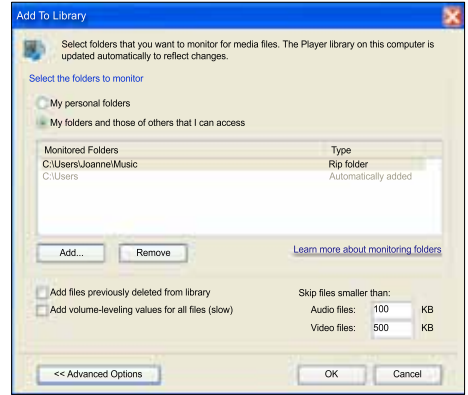 Add To Library
Select folders that you want to monitor for media files. The Player library on this computer is
updated automatically to reflect changes.
Select the folders to monitor
My personal folders
My folders and those of others that I can access
Monitored Folders Type
C:\Users\Joanne\Music Rip folder
C:\Users Automatically added
Add... Remove Learn more about monitoring folders
Add files previously deleted from library Skip files smaller than:
Add volume-leveling values for all files (slow) Audio files: 100 KB
Video files: 500 KB
<< Advanced Options OK Cancel